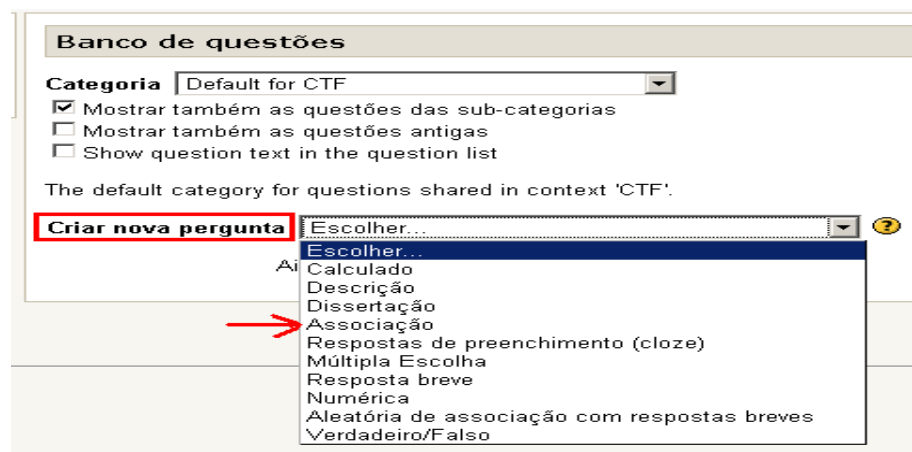 Banco de questões
Categoria Default for CTF
Mostrar também as questões das sub-categorias
Mostrar também as questões antigas
Show question text in the question list
The default category for questions shared in context 'CTF'.
Criar nova pergunta Escolher... ?
Escolher...
Ai
Calculado
Descrição
Dissertação
Associação
Respostas de preenchimento (cloze)
Múltipla Escolha
Resposta breve
Numérica
Aleatória de associação com respostas breves
Verdadeiro/Falso